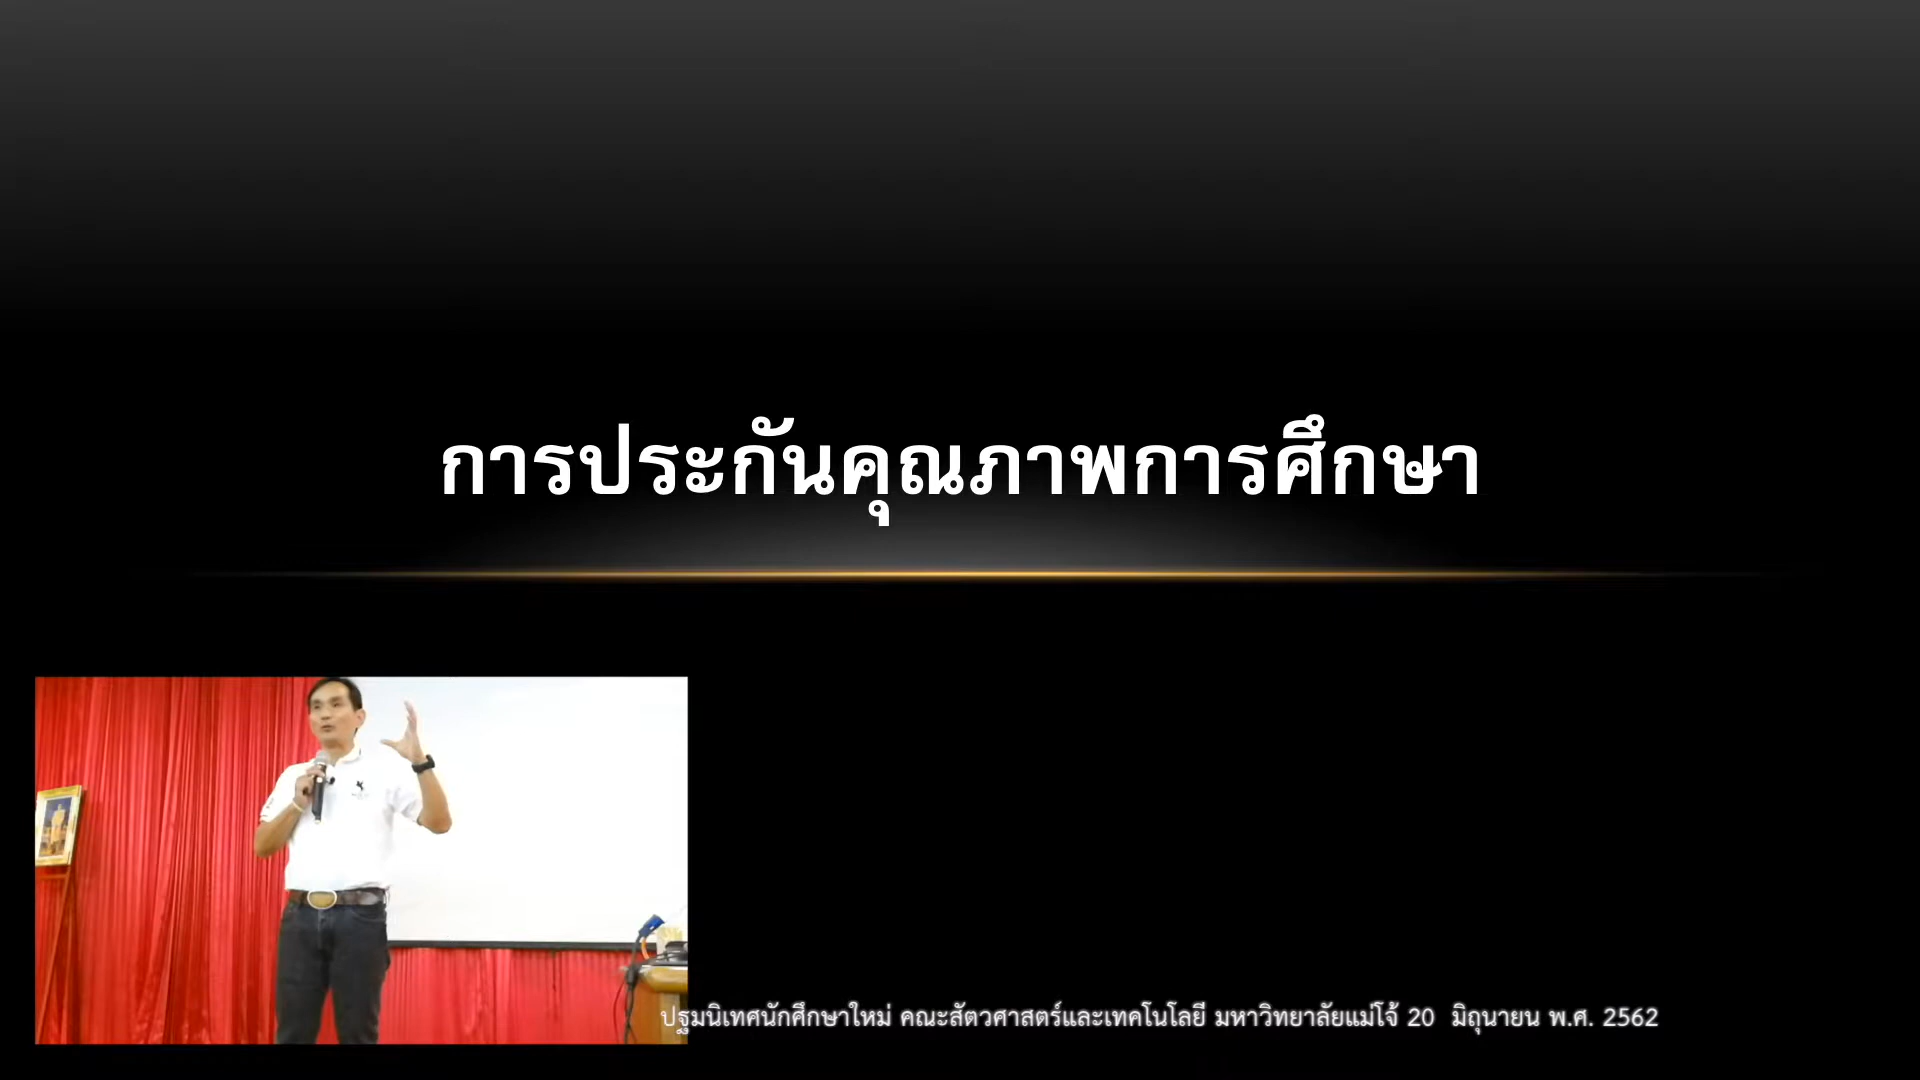 การประกันคุณภาพการศึกษา
ปฐมนิเทศนักศึกษาใหม่ คณะสัตวศาสตร์และเทคโนโลยี มหาวิทยาลัยแม่โจ้ 20 มิถุนายน พ.ศ. 2562